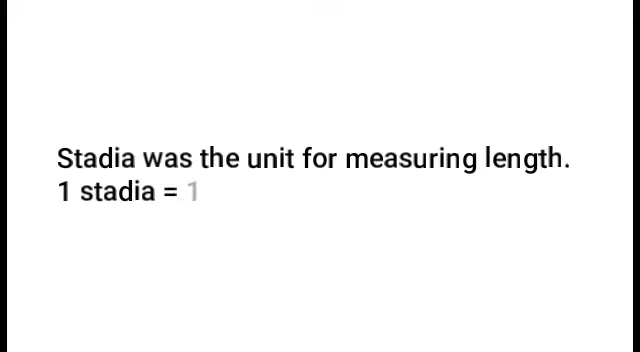 Stadia was the unit for measuring length.
1 stadia = 1